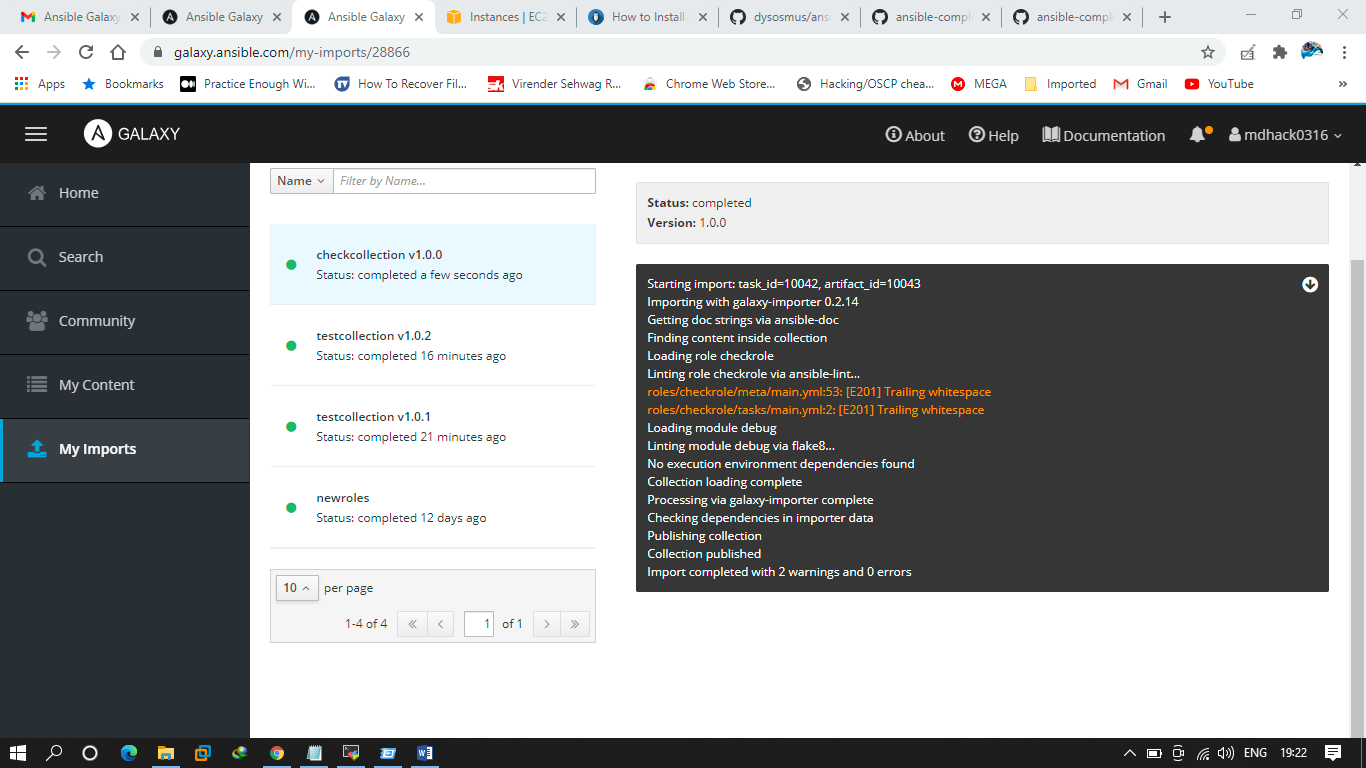 Ansible Galaxy
Ansible Galaxy
Ansible Galaxy
Instances | EC2
How to Install
dysosmus/ans
ansible-compl
ansible-compl
galaxy.ansible.com/my-imports/28866
Apps
Bookmarks
Practice Enough Wi...
How To Recover Fil...
Virender Sehwag R...
Chrome Web Store...
Hacking/OSCP chea...
MEGA
Imported
Gmail
YouTube
»
GALAXY
About
Help
Documentation
mdhack0316
Home
Search
Community
My Content
My Imports
Name
Filter by Name...
checkcollection v1.0.0
Status: completed a few seconds ago
testcollection v1.0.2
Status: completed 16 minutes ago
testcollection v1.0.1
Status: completed 21 minutes ago
newroles
Status: completed 12 days ago
10 per page
1-4 of 4 « ‹ 1 of 1 › »
Status: completed
Version: 1.0.0
Starting import: task_id=10042, artifact_id=10043
Importing with galaxy-importer 0.2.14
Getting doc strings via ansible-doc
Finding content inside collection
Loading role checkrole
Linting role checkrole via ansible-lint...
roles/checkrole/meta/main.yml:53: [E201] Trailing whitespace
roles/checkrole/tasks/main.yml:2: [E201] Trailing whitespace
Loading module debug
Linting module debug via flake8...
No execution environment dependencies found
Collection loading complete
Processing via galaxy-importer complete
Checking dependencies in importer data
Publishing collection
Collection published
Import completed with 2 warnings and 0 errors
ENG 19:22